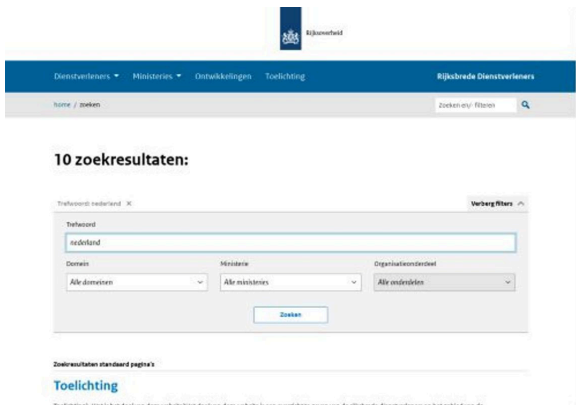 Rijksoverheid
Dienstverleners Ministeries Ontwikkelingen Toelichting Rijksbrede Dienstverleners
home / zoeken Zoeken en/- filteren
10 zoekresultaten:
Trefwoord: nederland × Verberg filters
Trefwoord
nederland
Domein Ministerie Organisatieonderdeel
Alle domeinen Alle ministeries Alle onderdelen
Zoeken
Zoekresultaten standaard pagina's
Toelichting